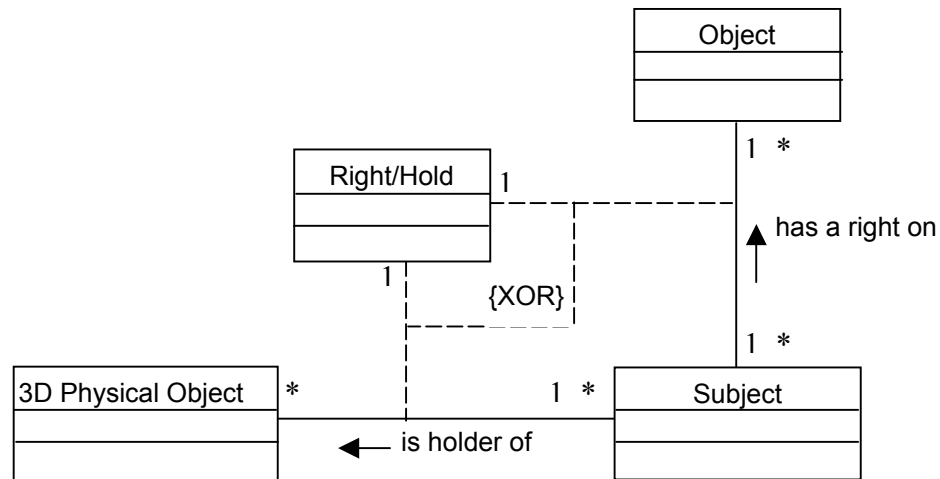 Object
1 *
Right/Hold
1
has a right on
1
{XOR}
1 *
3D Physical Object
*
1 *
Subject
is holder of